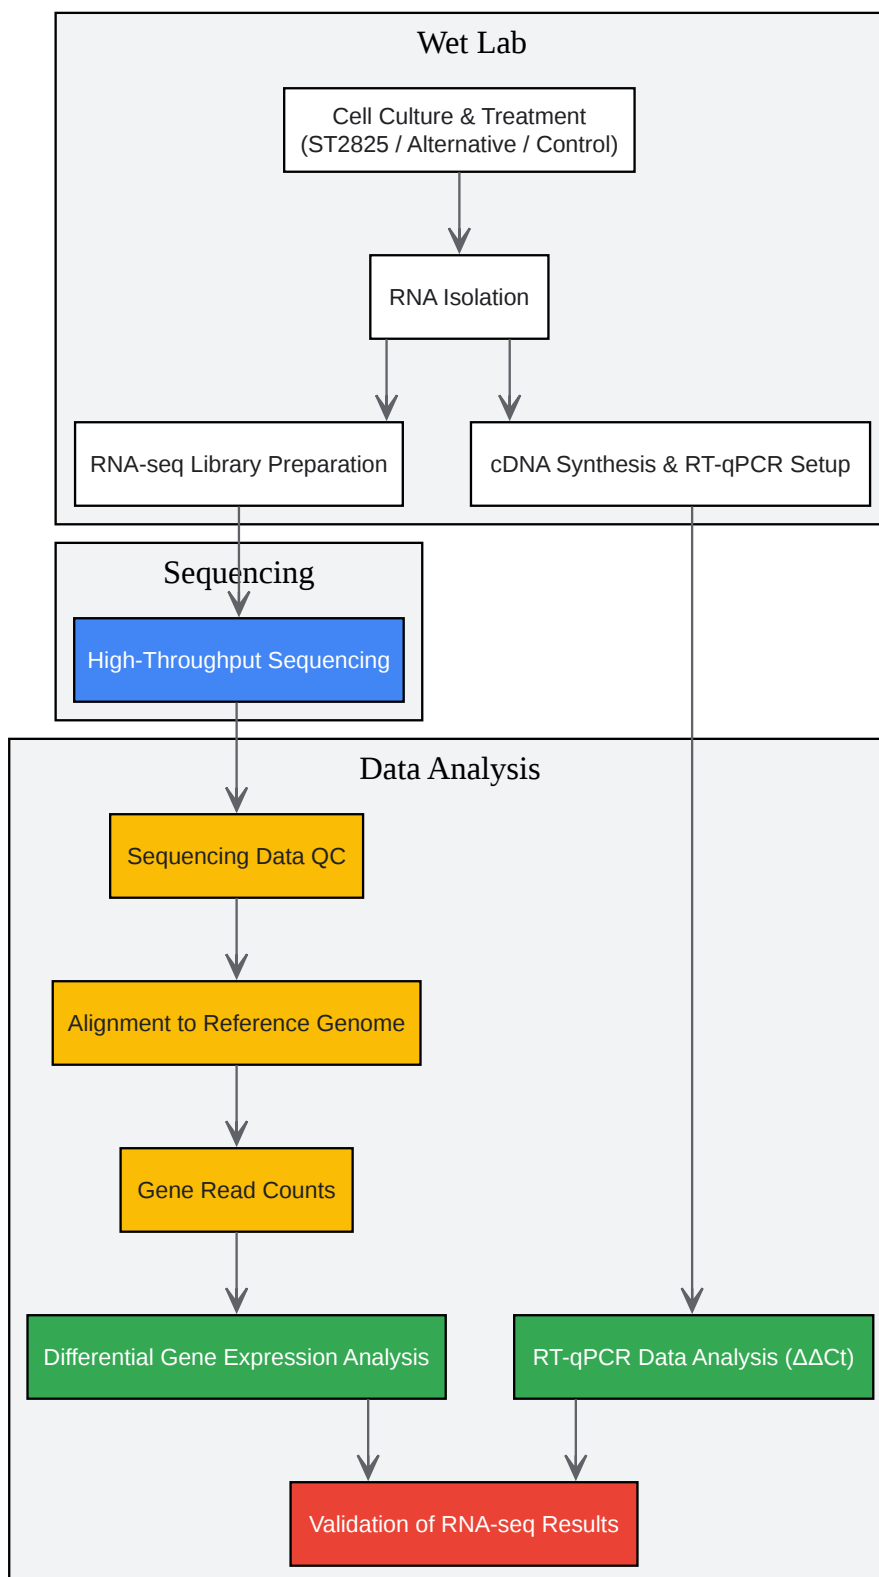 Wet Lab
Cell Culture & Treatment
(ST2825 / Alternative / Control)
RNA Isolation
RNA-seq Library Preparation
cDNA Synthesis & RT-qPCR Setup
Sequencing
High-Throughput Sequencing
Data Analysis
Sequencing Data QC
Alignment to Reference Genome
Gene Read Counts
Differential Gene Expression Analysis
RT-qPCR Data Analysis (ΔΔCt)
Validation of RNA-seq Results